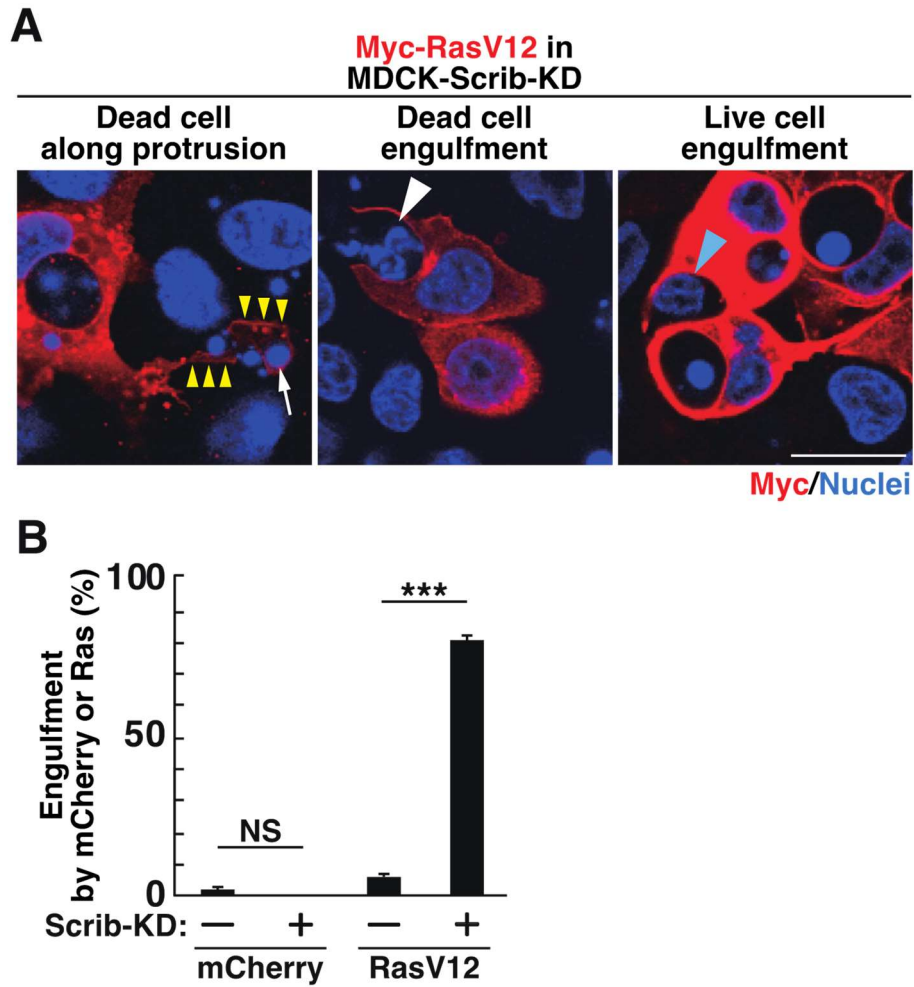 A
Myc-RasV12 in
MDCK-Scrib-KD
Dead cell
along protrusion
Dead cell
engulfment
Live cell
engulfment
Myc/Nuclei
B
Engulfment
by mCherry or Ras (%)
100
50
0
NS
***
Scrib-KD: — + — +
mCherry RasV12